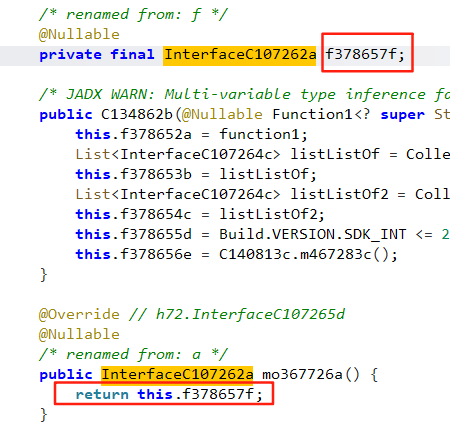 /* renamed from: f */
@Nullable
private final InterfaceC107262a f378657f;
/* JADX WARN: Multi-variable type inference fa
public C134862b(@Nullable Function1<? super St
this.f378652a = function1;
List<InterfaceC107264c> listListOf = Colle
this.f378653b = listListOf;
List<InterfaceC107264c> listListOf2 = Coll
this.f378654c = listListOf2;
this.f378655d = Build.VERSION.SDK_INT <= 2
this.f378656e = C140813c.m467283c();
}
@Override // h72.InterfaceC107265d
@Nullable
/* renamed from: a */
public InterfaceC107262a mo367726a() {
return this.f378657f;
}